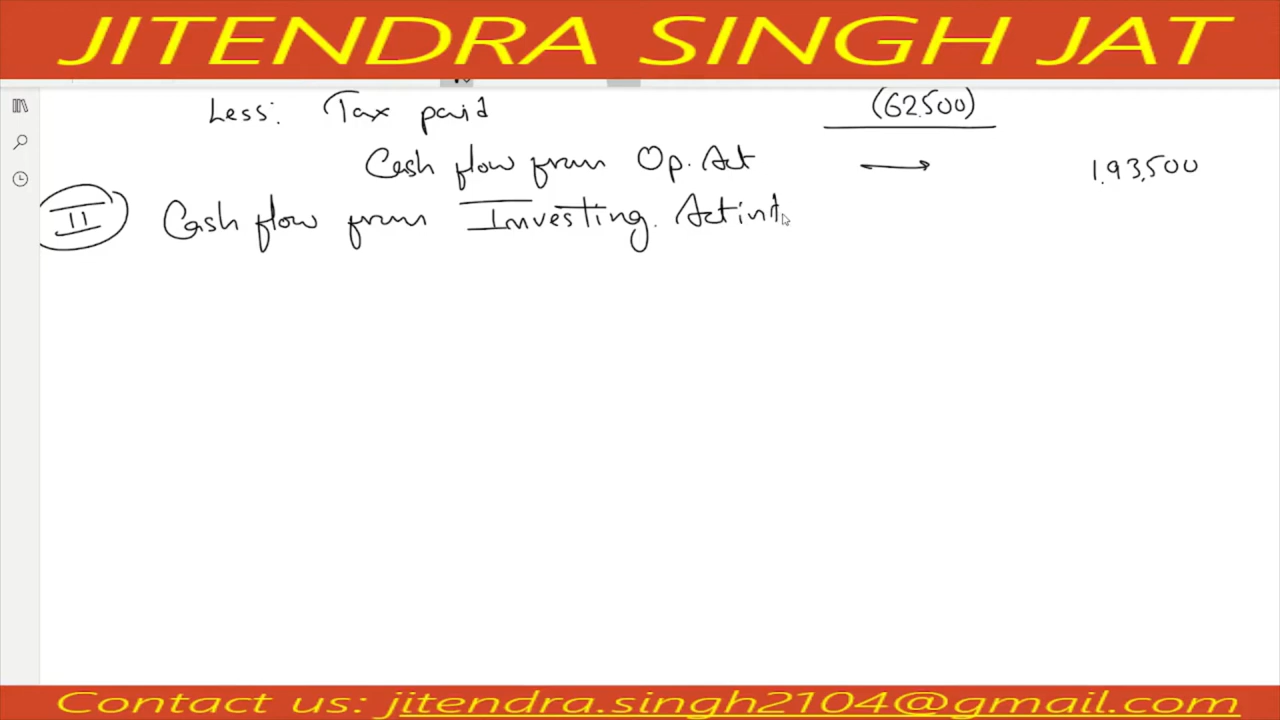 JITENDRA SINGH JAT
Less: Tax paid (62500)
Cash flow from Op. Act → 1,93,500
II Cash flow from Investing. Activit
Contact us: jitendra.singh2104@gmail.com